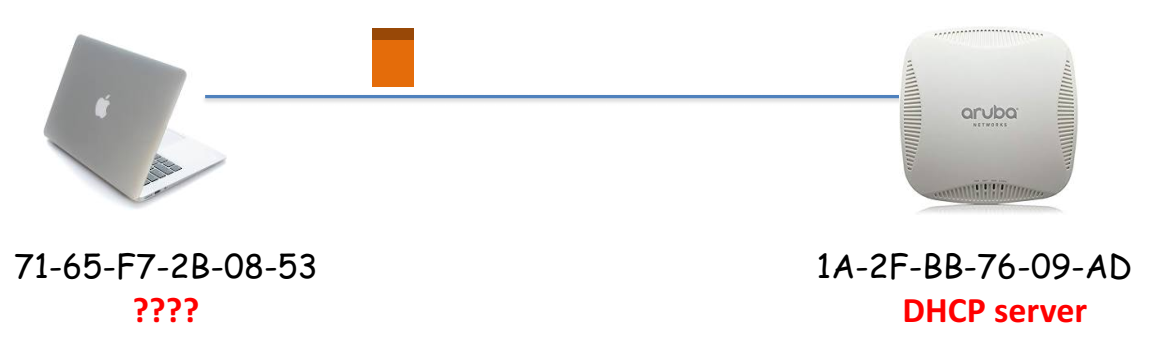 aruba
NETWORKS
71-65-F7-2B-08-53
1A-2F-BB-76-09-AD
????
DHCP server